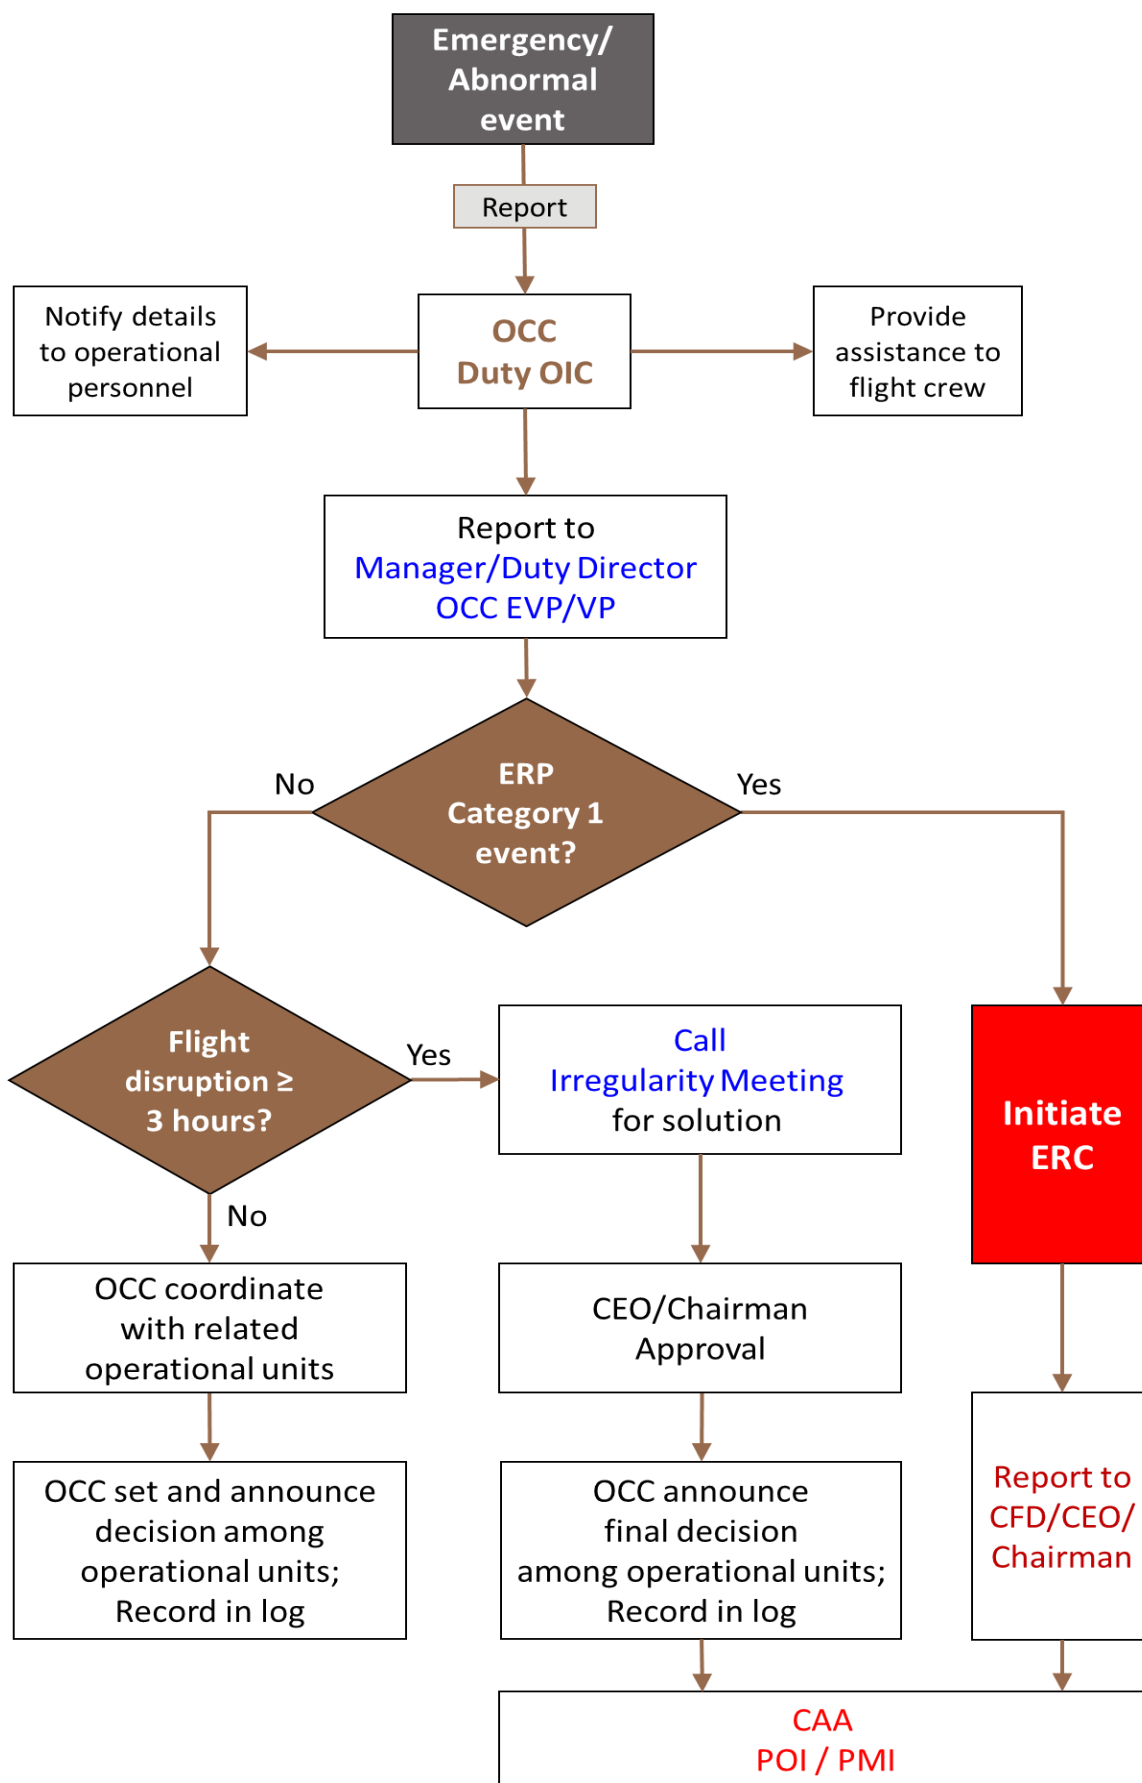 Emergency/
Abnormal
event
Report
Notify details
to operational
personnel
OCC
Duty OIC
Provide
assistance to
flight crew
Report to
Manager/Duty Director
OCC EVP/VP
No
ERP
Category 1
event?
Yes
Flight
disruption ≥
3 hours?
Yes
Call
Irregularity Meeting
for solution
Initiate
ERC
No
OCC coordinate
with related
operational units
CEO/Chairman
Approval
OCC set and announce
decision among
operational units;
Record in log
OCC announce
final decision
among operational units;
Record in log
Report to
CFD/CEO/
Chairman
CAA
POI / PMI